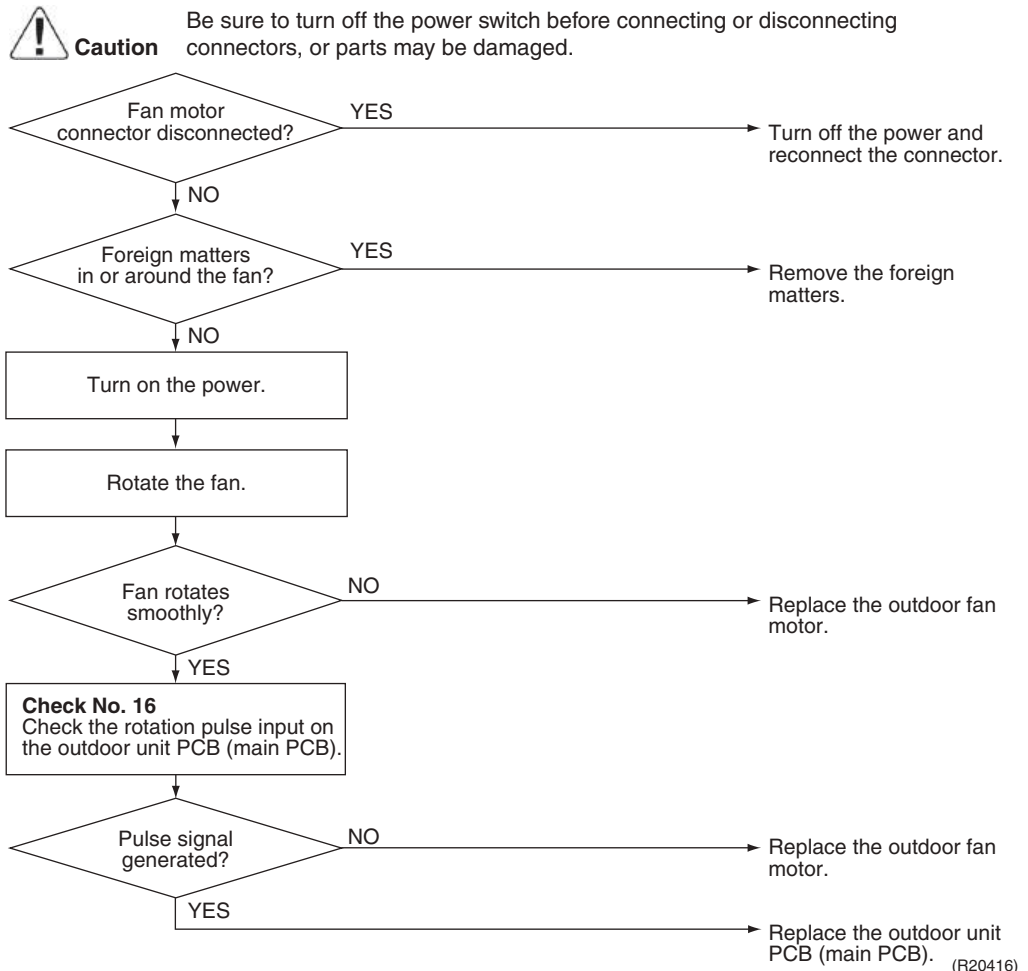 Be sure to turn off the power switch before connecting or disconnecting
Caution connectors, or parts may be damaged.
Fan motor
connector disconnected?
YES
Turn off the power and
reconnect the connector.
NO
Foreign matters
in or around the fan?
YES
Remove the foreign
matters.
NO
Turn on the power.
Rotate the fan.
Fan rotates
smoothly?
NO
Replace the outdoor fan
motor.
YES
Check No. 16
Check the rotation pulse input on
the outdoor unit PCB (main PCB).
Pulse signal
generated?
NO
Replace the outdoor fan
motor.
YES
Replace the outdoor unit
PCB (main PCB).
(R20416)